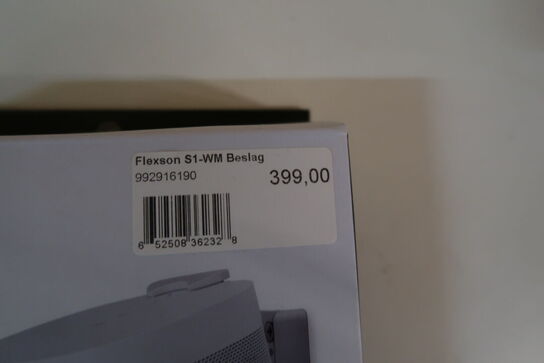 Flexson S1-WM Beslag
992916190
399,00
6 52508 36232 8